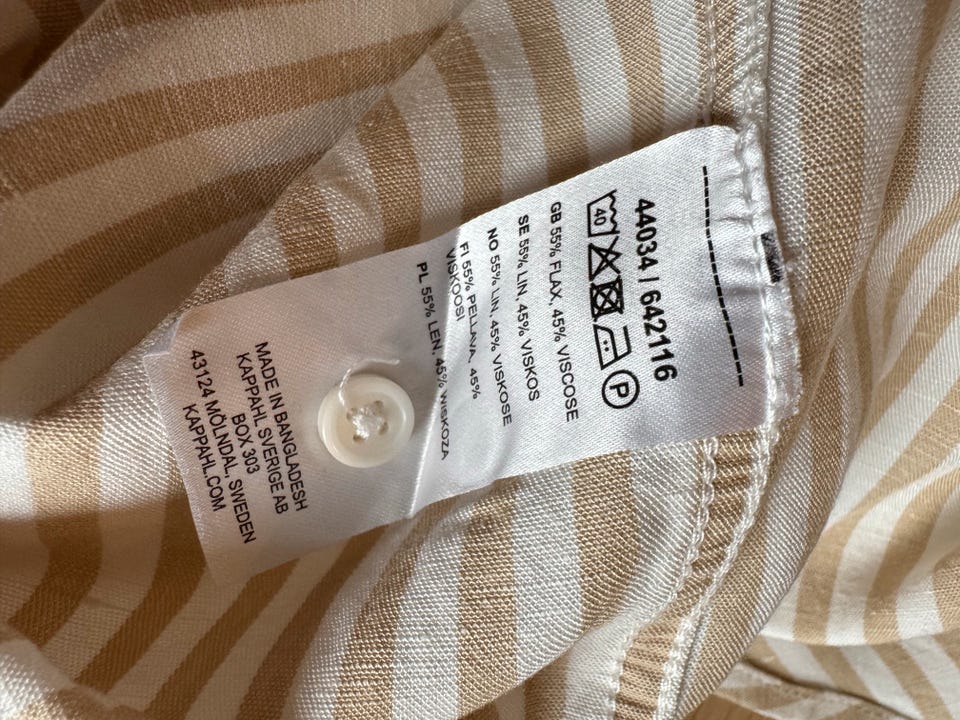 44034 / 642116
40
P
GB 55% FLAX, 45% VISCOSE
SE 55% LIN, 45% VISKOS
NO 55% LIN, 45% VISKOSE
FI 55% PELLAVA, 45%
VISKOOSI
PL 55% LEN, 45% WISKOZA
MADE IN BANGLADESH
KAPPAHL SVERIGE AB
BOX 303
43124 MÖLNDAL, SWEDEN
KAPPAHL.COM